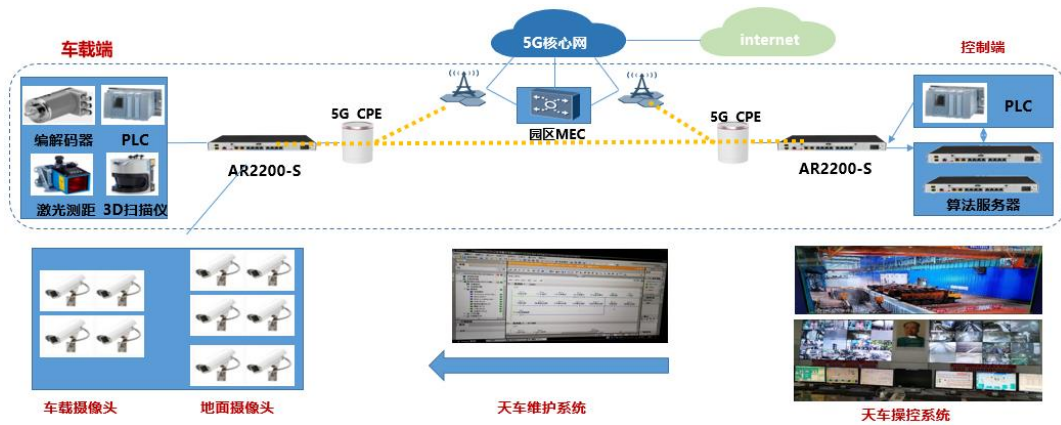 5G核心网
internet
车载端
控制端
编解码器
PLC
激光测距
3D扫描仪
AR2200-S
5G CPE
园区MEC
5G CPE
AR2200-S
PLC
算法服务器
车载摄像头
地面摄像头
天车维护系统
天车操控系统